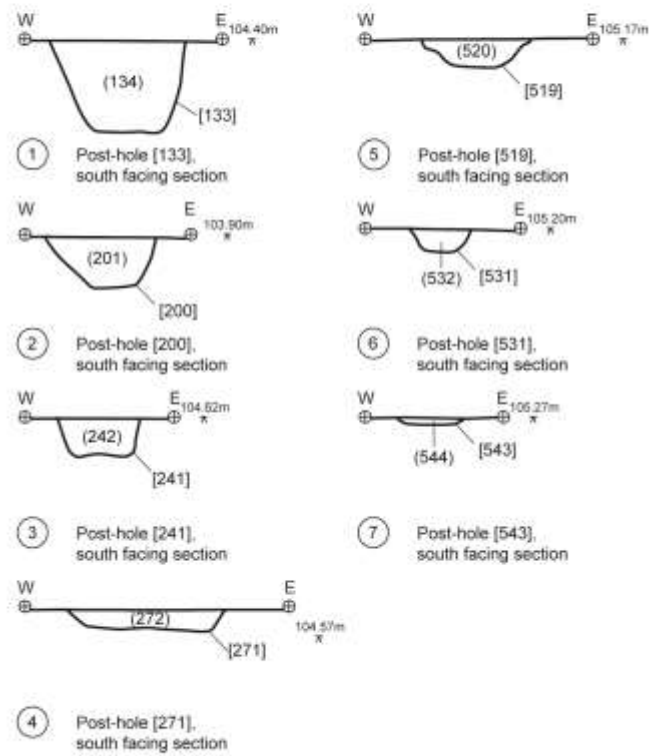 W E
104.40m
(134)
[133]
1 Post-hole [133],
south facing section
W E
103.90m
(201)
[200]
2 Post-hole [200],
south facing section
W E
104.62m
(242)
[241]
3 Post-hole [241],
south facing section
W E
(272)
104.57m
[271]
4 Post-hole [271],
south facing section
W E
105.17m
(520)
[519]
5 Post-hole [519],
south facing section
W E
105.20m
(532) [531]
6 Post-hole [531],
south facing section
W E
105.27m
(544) [543]
7 Post-hole [543],
south facing section